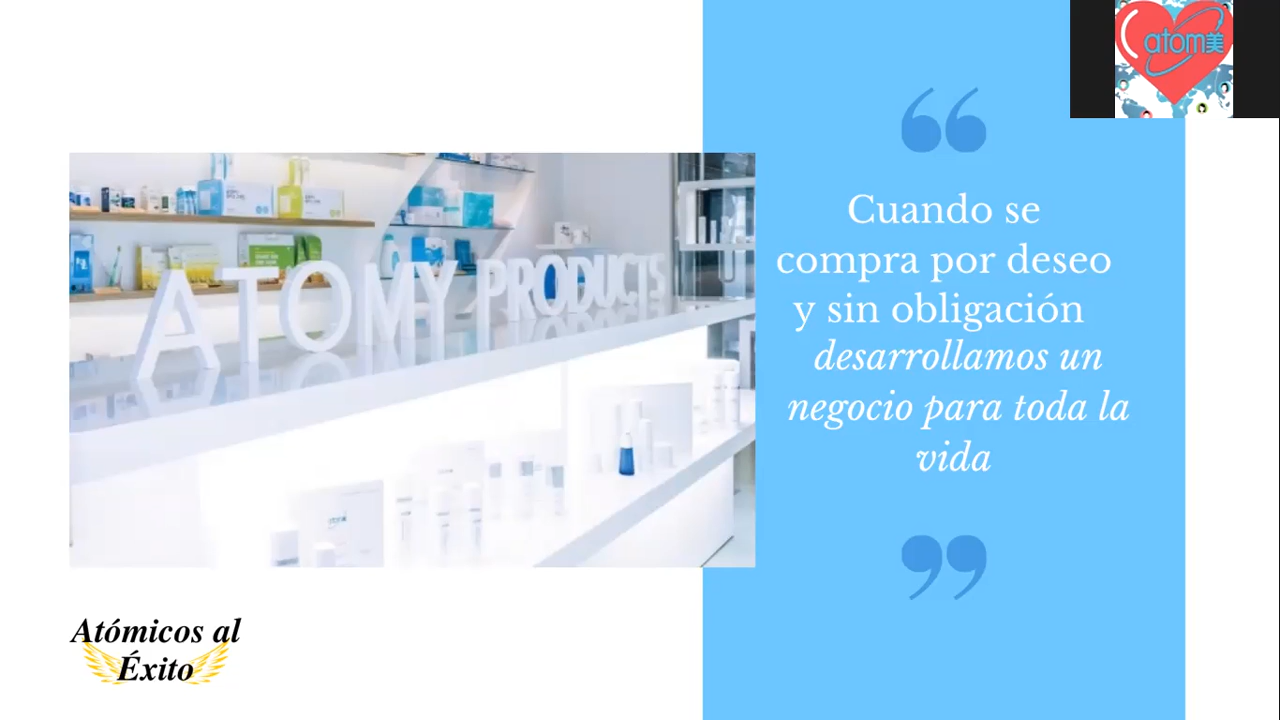 atom美
Cuando se
compra por deseo
y sin obligación
desarrollamos un
negocio para toda la
vida
ATOMY PRODUCTS
Atómicos al
Éxito